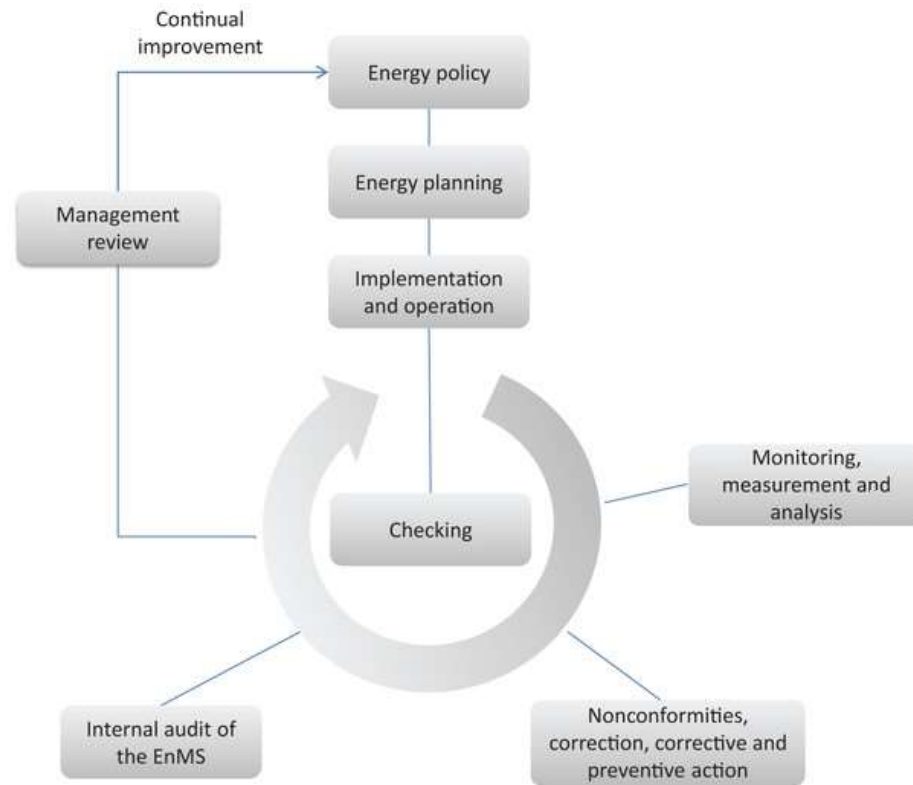 Continual
improvement
Energy policy
Energy planning
Management
review
Implementation
and operation
Monitoring,
measurement and
analysis
Checking
Internal audit of
the EnMS
Nonconformities,
correction, corrective and
preventive action